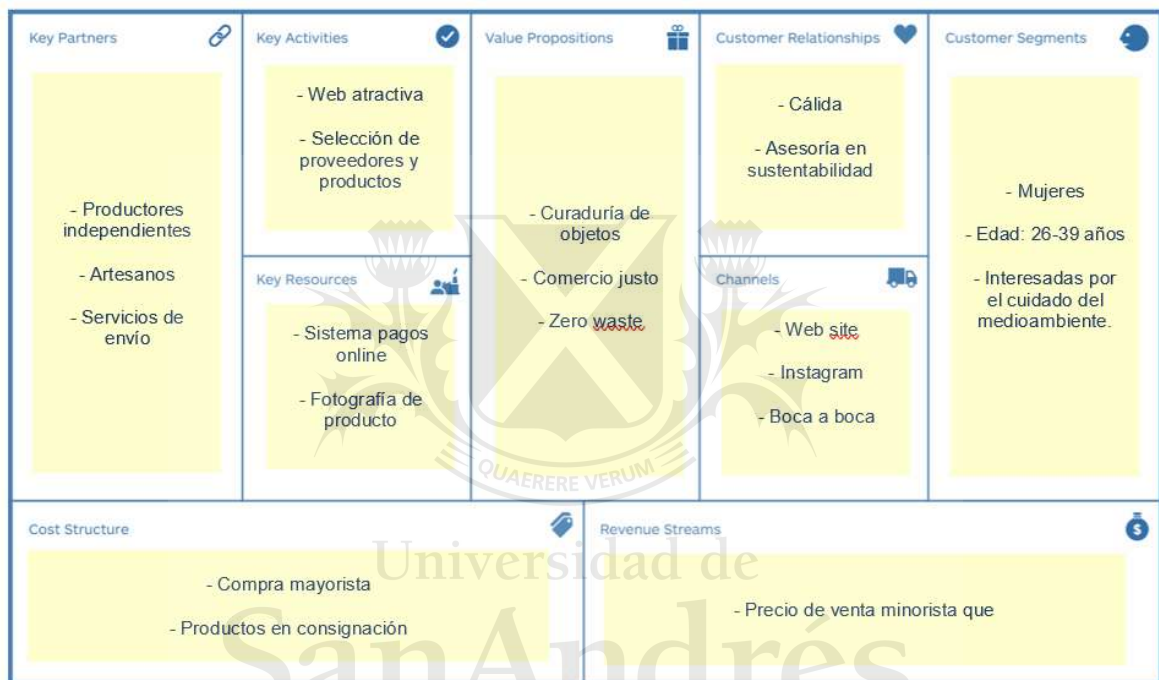 Key Partners
- Productores
independientes
- Artesanos
- Servicios de
envío
Key Activities
- Web atractiva
- Selección de
proveedores y
productos
Key Resources
- Sistema pagos
online
- Fotografía de
producto
Value Propositions
- Curaduría de
objetos
- Comercio justo
- Zero waste
Customer Relationships
- Cálida
- Asesoría en
sustentabilidad
Channels
- Web site
- Instagram
- Boca a boca
Customer Segments
- Mujeres
- Edad: 26-39 años
- Interesadas por
el cuidado del
medioambiente.
Cost Structure
- Compra mayorista
- Productos en consignación
Revenue Streams
- Precio de venta minorista que
QUAERERE VERUM
Universidad de
SanAndrés